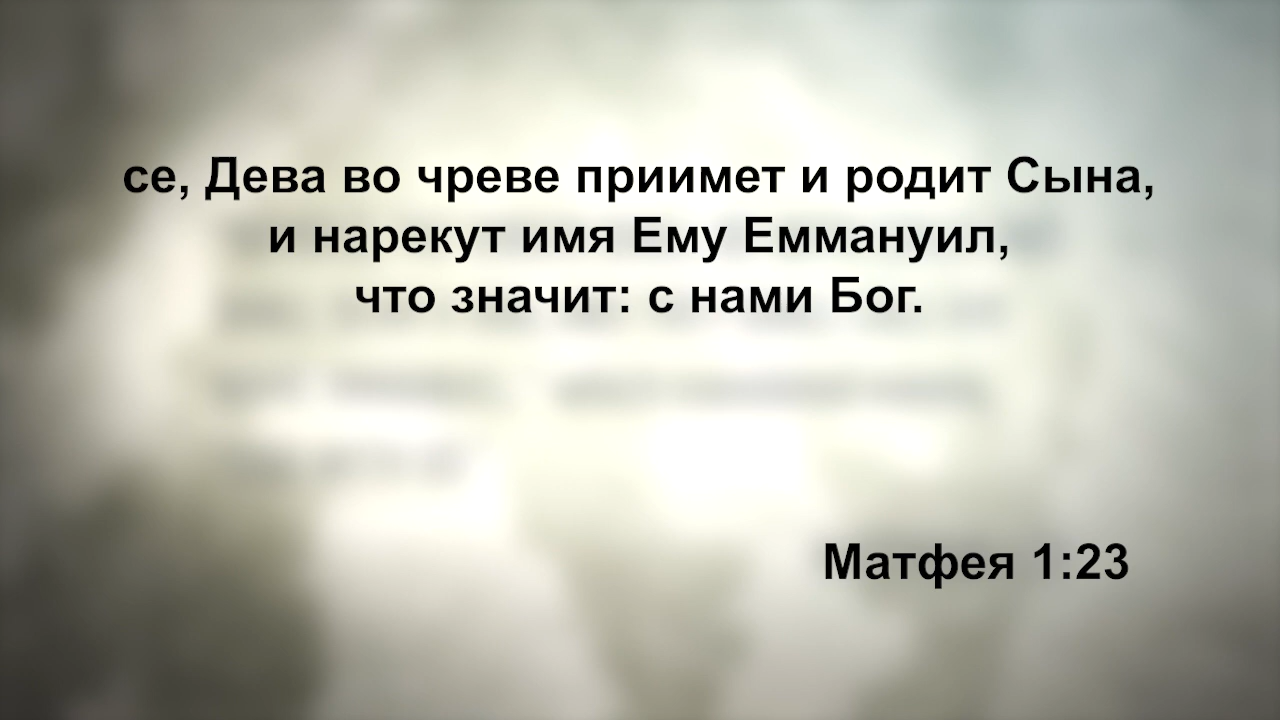 се, Дева во чреве приимет и родит Сына,
и нарекут имя Ему Еммануил,
что значит: с нами Бог.
Матфея 1:23